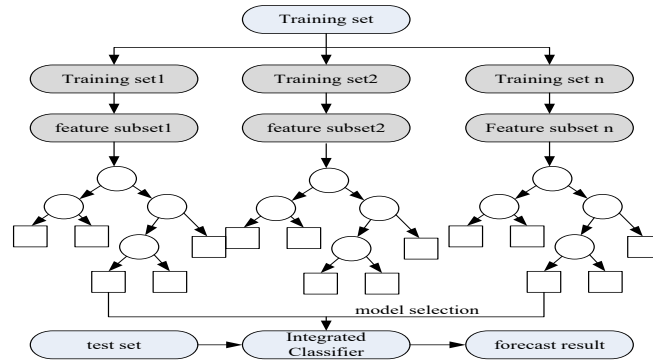 Training set
Training set1
Training set2
Training set n
feature subset1
feature subset2
Feature subset n
model selection
test set
Integrated
Classifier
forecast result